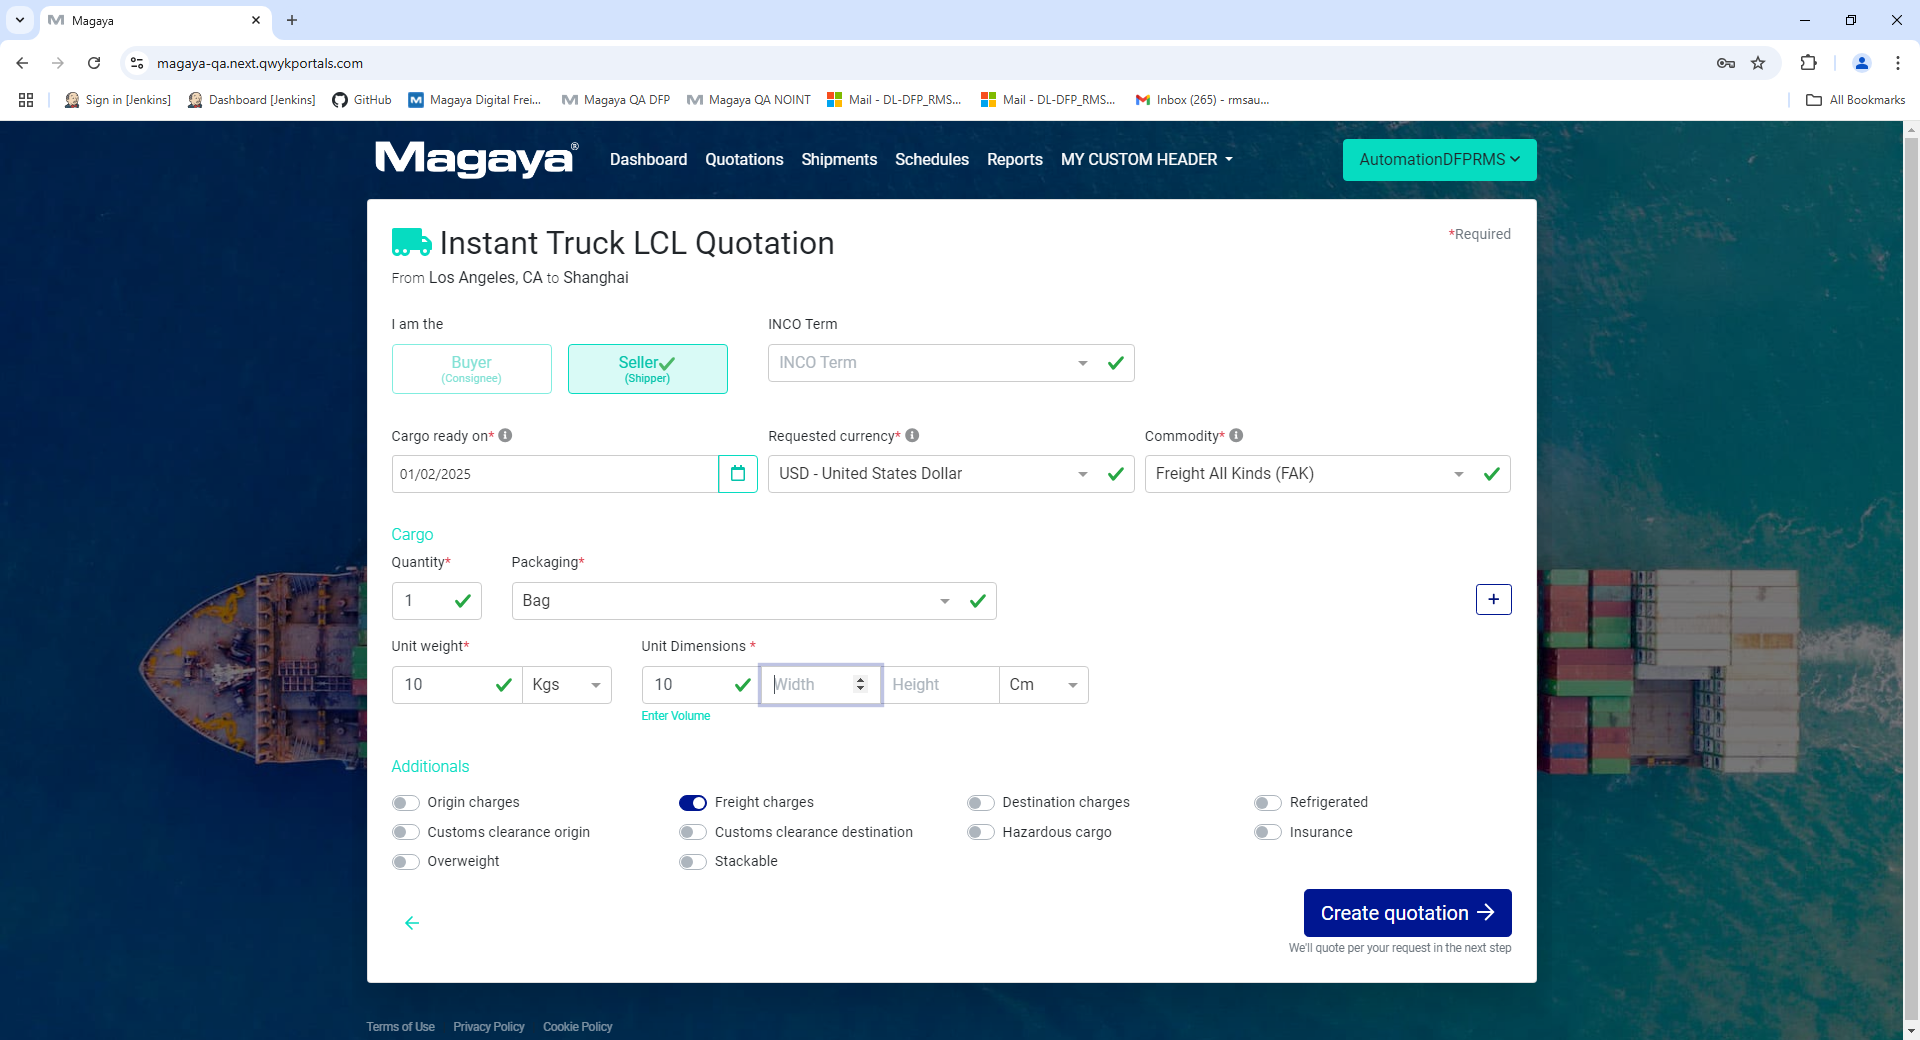 Magaya
magaya-qa.next.qwykportals.com
Sign in [Jenkins]
Dashboard [Jenkins]
GitHub
Magaya Digital Frei...
Magaya QA DFP
Magaya QA NOINT
Mail - DL-DFP_RMS...
Mail - DL-DFP_RMS...
Inbox (265) - rmsau...
All Bookmarks
Magaya®
Dashboard
Quotations
Shipments
Schedules
Reports
MY CUSTOM HEADER
AutomationDFPRMS
Instant Truck LCL Quotation
*Required
From Los Angeles, CA to Shanghai
I am the
INCO Term
Buyer
(Consignee)
Seller
(Shipper)
INCO Term
Cargo ready on*
Requested currency*
Commodity*
01/02/2025
USD - United States Dollar
Freight All Kinds (FAK)
Cargo
Quantity*
Packaging*
1
Bag
+
Unit weight*
Unit Dimensions *
10
Kgs
10
Width
Height
Cm
Enter Volume
Additionals
Origin charges
Freight charges
Destination charges
Refrigerated
Customs clearance origin
Customs clearance destination
Hazardous cargo
Insurance
Overweight
Stackable
Create quotation
We'll quote per your request in the next step
Terms of Use
Privacy Policy
Cookie Policy